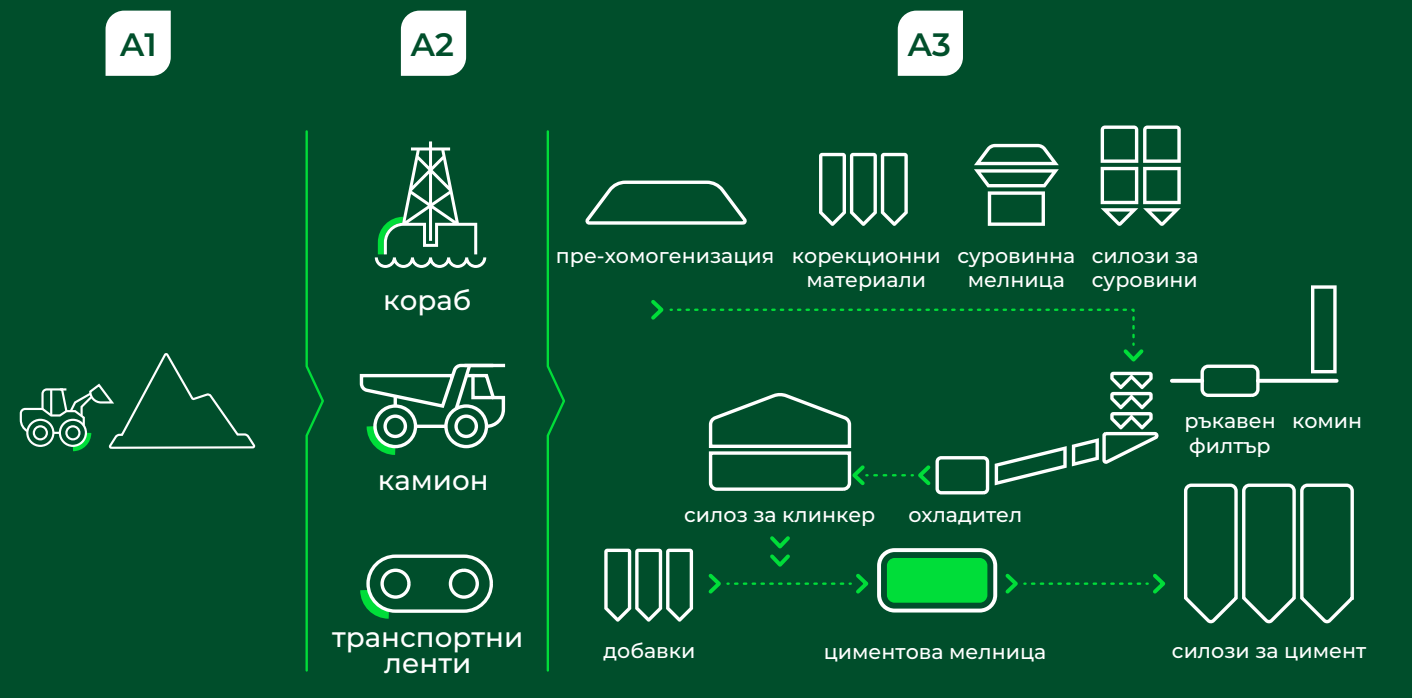 A1
A2
A3
кораб
камион
транспортни
ленти
пре-хомогенизация
корекционни
материали
суровинна
мелница
силози за
суровини
ръкавен
филтър
комин
силоз за клинкер
охладител
добавки
циментова мелница
силози за цимент